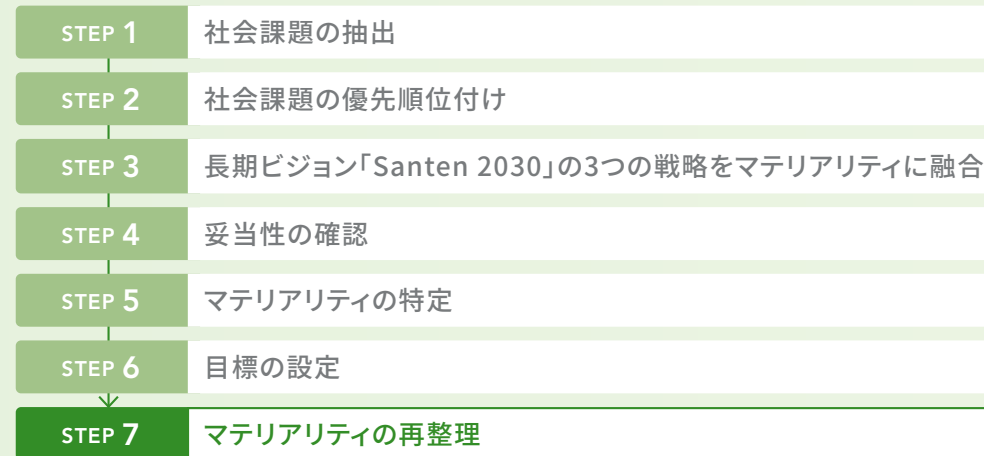 STEP 1 社会課題の抽出
STEP 2 社会課題の優先順位付け
STEP 3 長期ビジョン「Santen 2030」の3つの戦略をマテリアリティに融合
STEP 4 妥当性の確認
STEP 5 マテリアリティの特定
STEP 6 目標の設定
STEP 7 マテリアリティの再整理